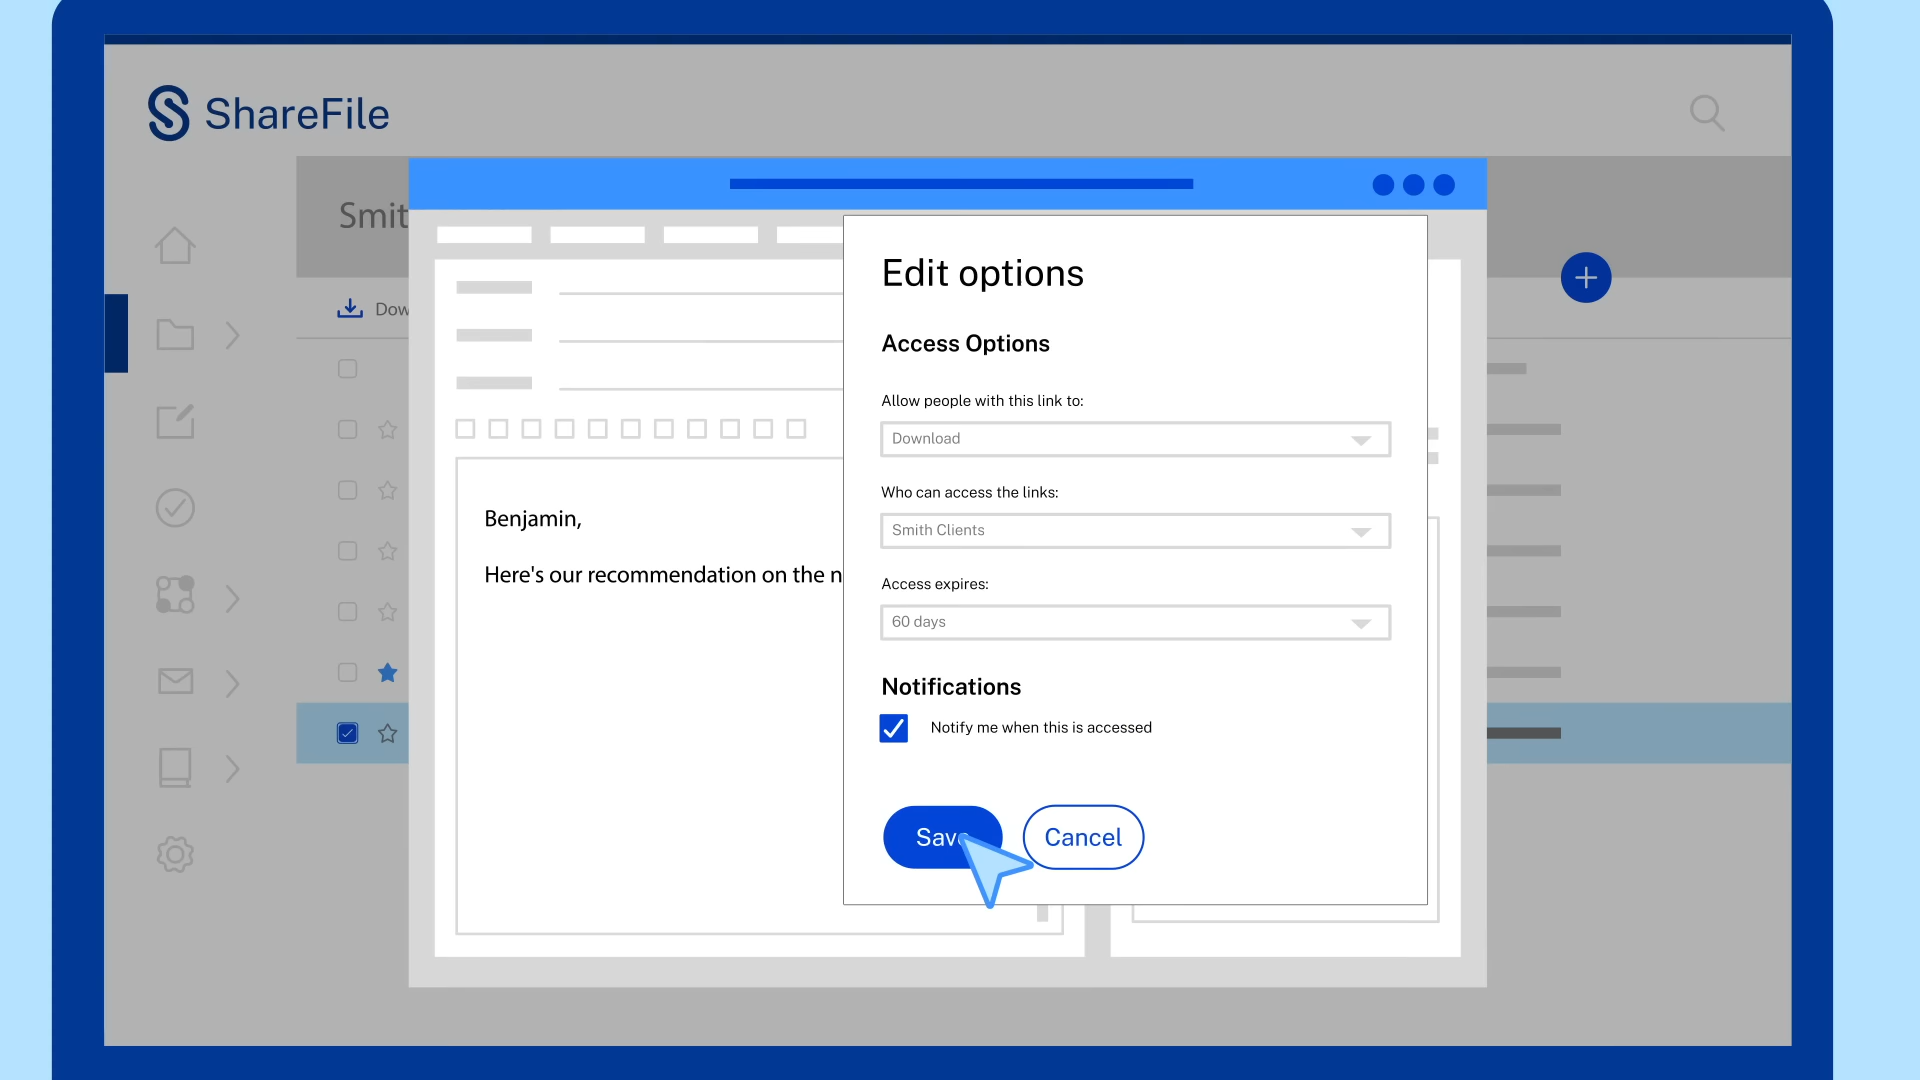 ShareFile
Smit
Dow
Edit options
Access Options
Allow people with this link to:
Download
Who can access the links:
Smith Clients
Access expires:
60 days
Notifications
Notify me when this is accessed
Save
Cancel
Benjamin,
Here's our recommendation on the n